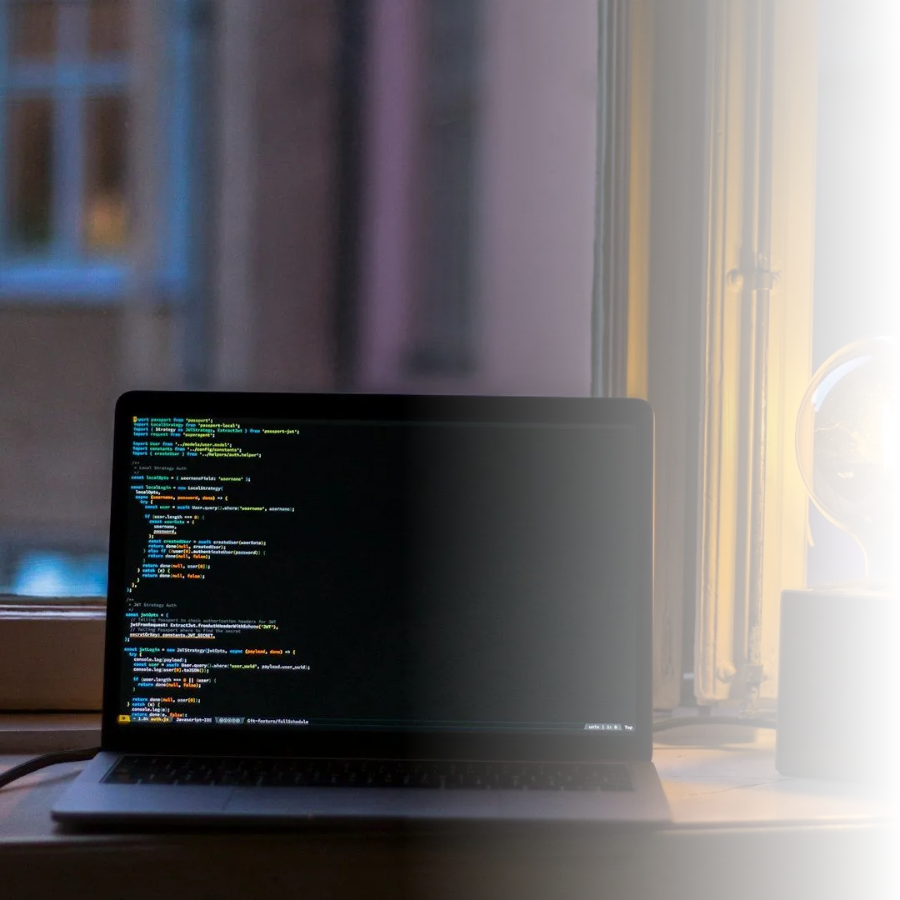 import passport from 'passport';
import LocalStrategy from 'passport-local';
import { Strategy as JWTStrategy, ExtractJwt } from 'passport-jwt';
import request from 'superagent';
import User from '../models/user.model';
import constants from '../config/constants';
import { createUser } from '../helpers/auth.helper';
/**
* Local Strategy Auth
*/
const localOpts = { usernameField: 'username' };
const localLogin = new LocalStrategy(
localOpts,
async (username, password, done) => {
try {
const user = await User.query().where('username', username);
if (user.length === 0) {
const userData = {
username,
password,
};
const createdUser = await createUser(userData);
return done(null, createdUser);
} else if (!user[0].authenticateUser(password)) {
return done(null, false);
}
return done(null, user[0]);
} catch (e) {
return done(null, false);
}
},
);
/**
* JWT Strategy Auth
*/
const jwtOpts = {
// Telling Passport to check authorization headers for JWT
jwtFromRequest: ExtractJwt.fromAuthHeaderWithScheme('JWT'),
// Telling Passport where to find the secret
secretOrKey: constants.JWT_SECRET,
};
const jwtLogin = new JWTStrategy(jwtOpts, async (payload, done) => {
try {
console.log(payload);
const user = await User.query().where('user_uuid', payload.user_uuid);
console.log(user[0].toJSON());
if (user.length === 0 || !user) {
return done(null, false);
}
return done(null, user[0]);
} catch (e) {
console.log(e);
return done(e, false);
auth.js Javascript-IDE Git-feature/fullSchedule Top